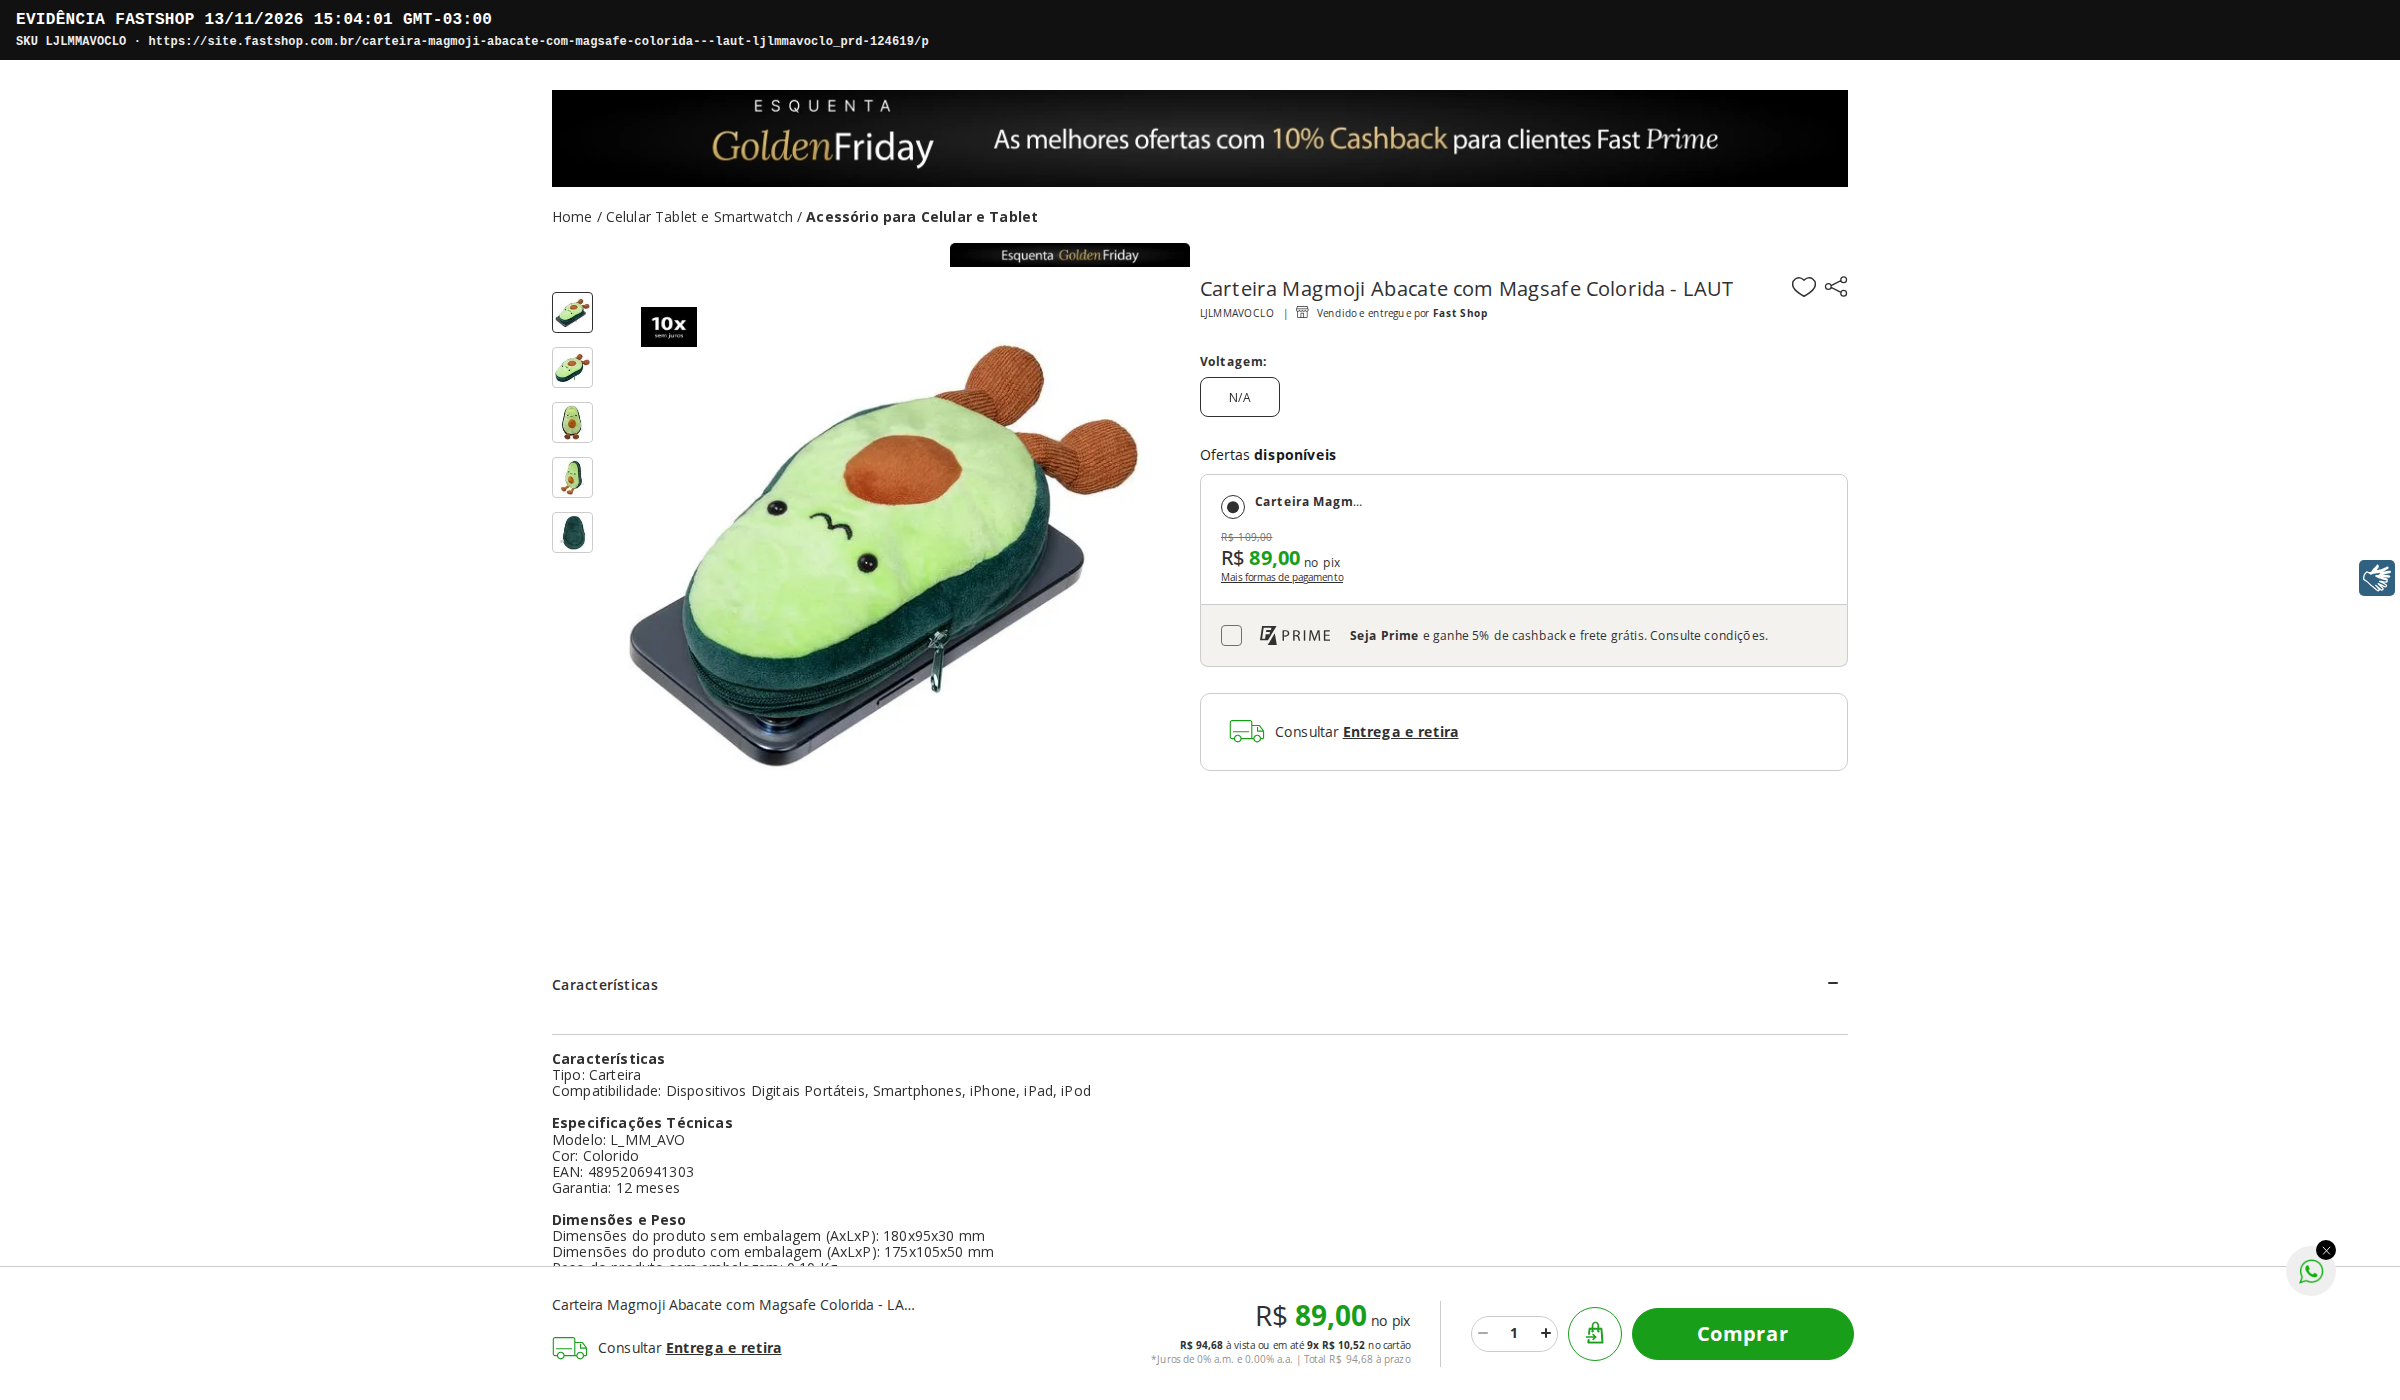 EVIDÊNCIA FASTSHOP 13/11/2026 15:04:01 GMT-03:00
SKU LJLMMAVOCLO · https://site.fastshop.com.br/carteira-magmoji-abacate-com-magsafe-colorida---laut-ljlmmavoclo_prd-124619/p
ESQUENTA
GoldenFriday
As melhores ofertas com 10% Cashback para clientes Fast Prime
Home / Celular Tablet e Smartwatch / Acessório para Celular e Tablet
Esquenta GoldenFriday
10x
sem juros
Carteira Magmoji Abacate com Magsafe Colorida - LAUT
LJLMMAVOCLO | Vendido e entregue por Fast Shop
Voltagem:
N/A
Ofertas disponíveis
Carteira Magm...
R$ 109,00
R$ 89,00 no pix
Mais formas de pagamento
PRIME Seja Prime e ganhe 5% de cashback e frete grátis. Consulte condições.
Consultar Entrega e retira
Características
Características
Tipo: Carteira
Compatibilidade: Dispositivos Digitais Portáteis, Smartphones, iPhone, iPad, iPod
Especificações Técnicas
Modelo: L_MM_AVO
Cor: Colorido
EAN: 4895206941303
Garantia: 12 meses
Dimensões e Peso
Dimensões do produto sem embalagem (AxLxP): 180x95x30 mm
Dimensões do produto com embalagem (AxLxP): 175x105x50 mm
Carteira Magmoji Abacate com Magsafe Colorida - LA...
Consultar Entrega e retira
R$ 89,00 no pix
R$ 94,68 à vista ou em até 9x R$ 10,52 no cartão
*Juros de 0% a.m. e 0.00% a.a. | Total R$ 94,68 à prazo
1
Comprar